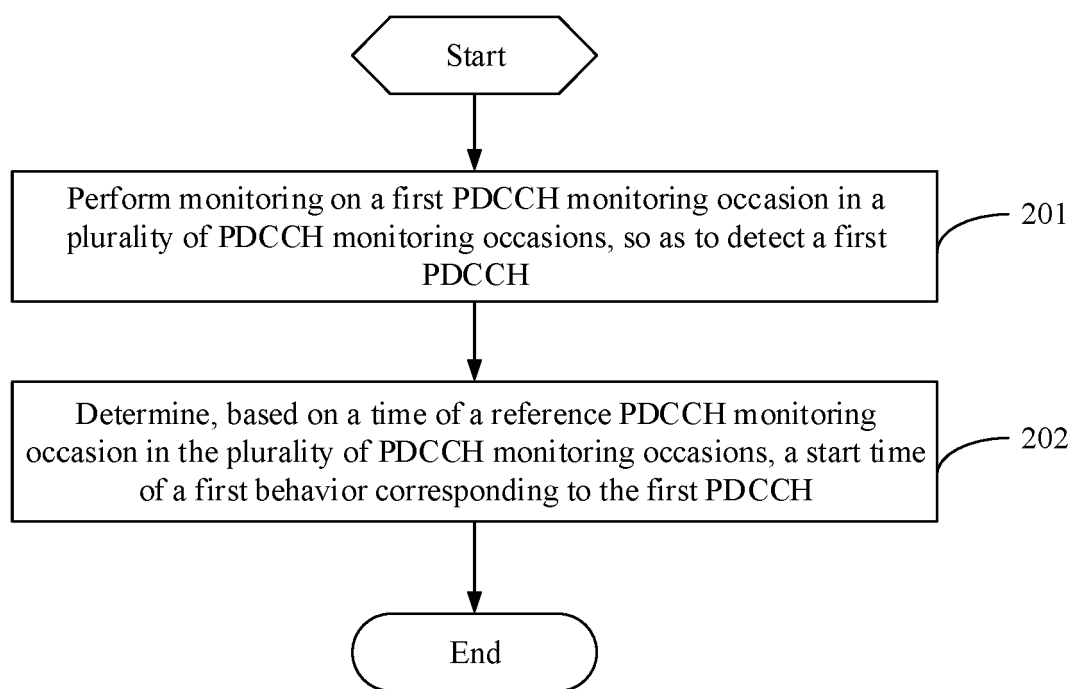 Start
Perform monitoring on a first PDCCH monitoring occasion in a
plurality of PDCCH monitoring occasions, so as to detect a first
PDCCH
201
Determine, based on a time of a reference PDCCH monitoring
occasion in the plurality of PDCCH monitoring occasions, a start time
of a first behavior corresponding to the first PDCCH
202
End